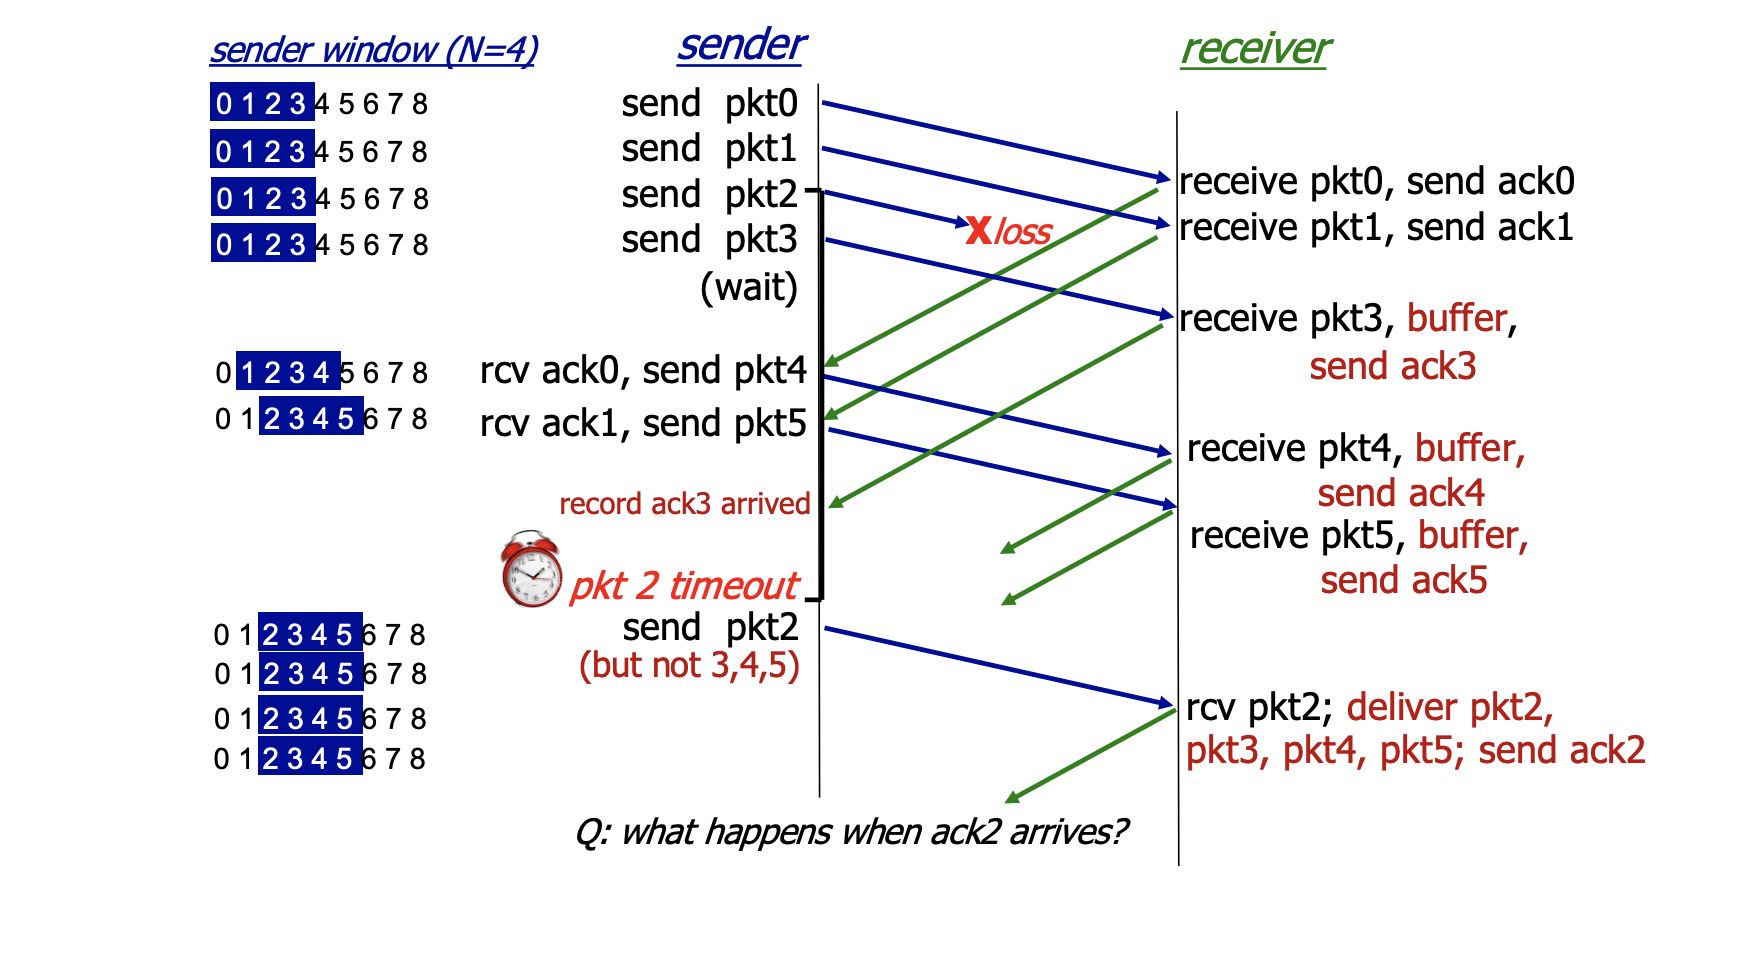 sender window (N=4)
sender
receiver
0 1 2 3 4 5 6 7 8
send pkt0
0 1 2 3 4 5 6 7 8
send pkt1
0 1 2 3 4 5 6 7 8
send pkt2
0 1 2 3 4 5 6 7 8
send pkt3
(wait)
X loss
receive pkt0, send ack0
receive pkt1, send ack1
receive pkt3, buffer,
send ack3
0 1 2 3 4 5 6 7 8
rcv ack0, send pkt4
0 1 2 3 4 5 6 7 8
rcv ack1, send pkt5
receive pkt4, buffer,
send ack4
record ack3 arrived
receive pkt5, buffer,
send ack5
pkt 2 timeout
0 1 2 3 4 5 6 7 8
send pkt2
0 1 2 3 4 5 6 7 8
(but not 3,4,5)
0 1 2 3 4 5 6 7 8
0 1 2 3 4 5 6 7 8
rcv pkt2; deliver pkt2,
pkt3, pkt4, pkt5; send ack2
Q: what happens when ack2 arrives?